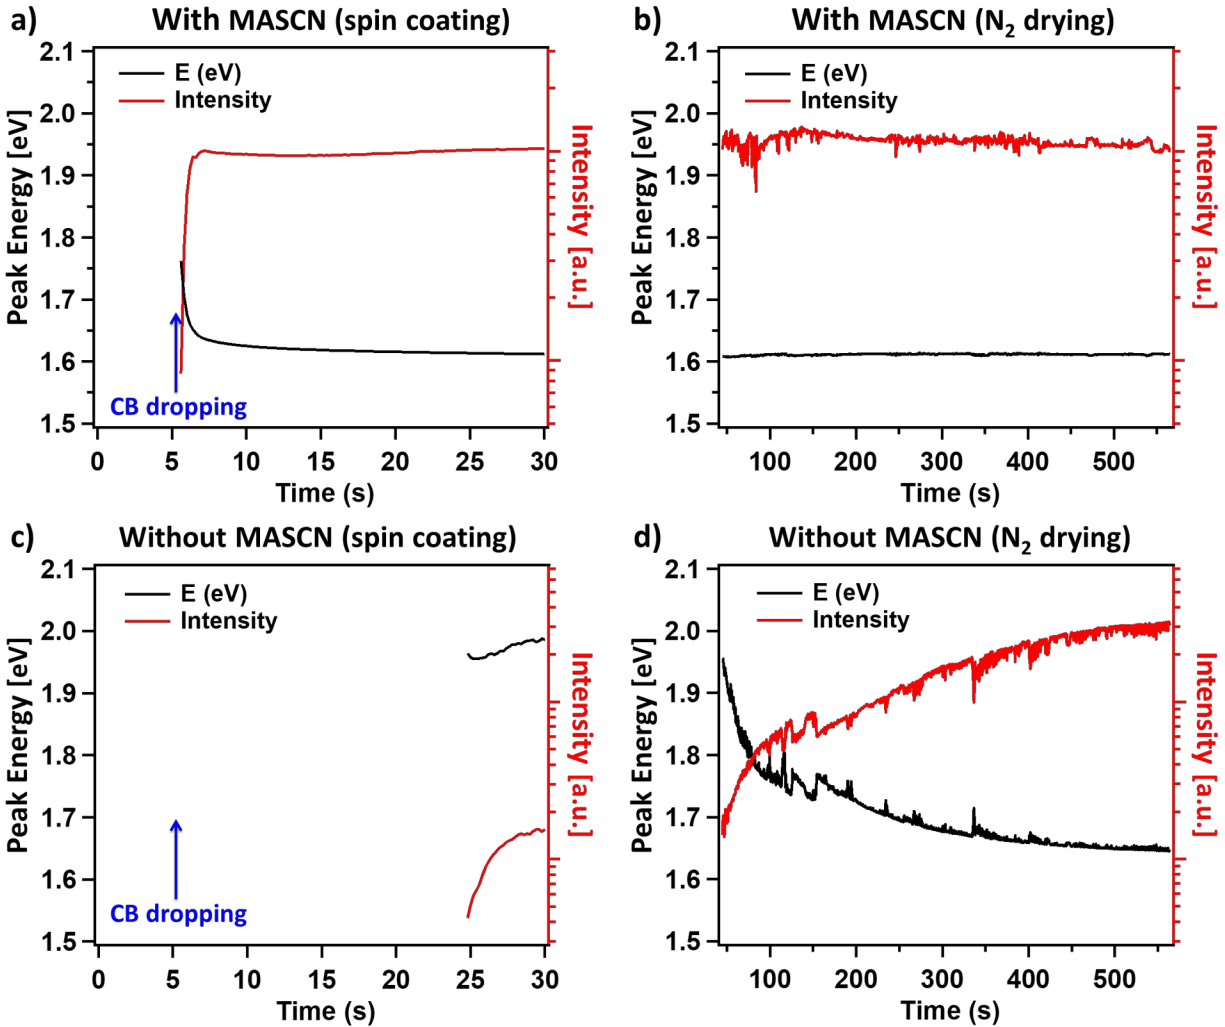 a) With MASCN (spin coating)
2.1
2.0
1.9
1.8
1.7
1.6
1.5
Peak Energy [eV]
E (eV)
Intensity
CB dropping
Intensity [a.u.]
0 5 10 15 20 25 30
Time (s)
b) With MASCN (N₂ drying)
2.1
2.0
1.9
1.8
1.7
1.6
1.5
Peak Energy [eV]
E (eV)
Intensity
Intensity [a.u.]
100 200 300 400 500
Time (s)
c) Without MASCN (spin coating)
2.1
2.0
1.9
1.8
1.7
1.6
1.5
Peak Energy [eV]
E (eV)
Intensity
CB dropping
Intensity [a.u.]
0 5 10 15 20 25 30
Time (s)
d) Without MASCN (N₂ drying)
2.1
2.0
1.9
1.8
1.7
1.6
1.5
Peak Energy [eV]
E (eV)
Intensity
Intensity [a.u.]
100 200 300 400 500
Time (s)